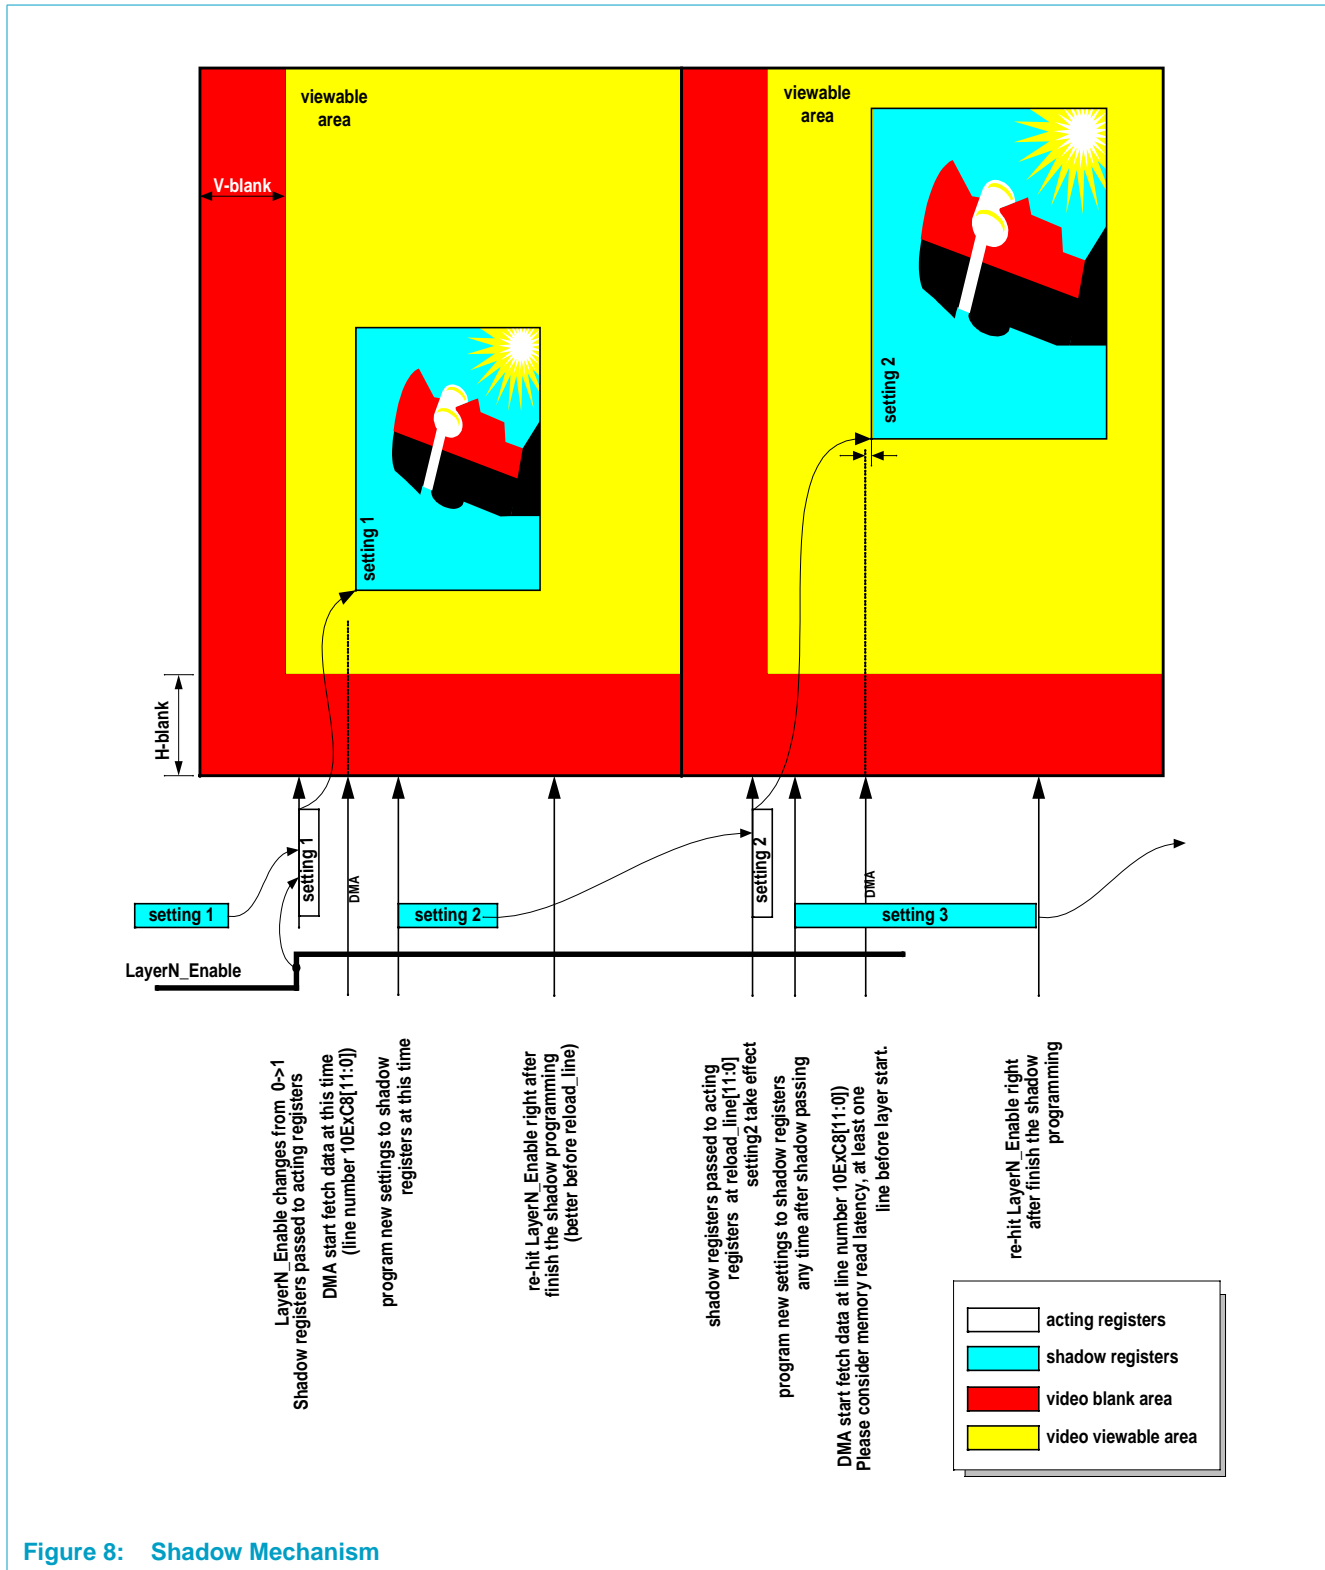 viewable
area
viewable
area
V-blank
setting 2
setting 1
H-blank
setting 1
setting 2
DMA
DMA
setting 1
setting 2
setting 3
LayerN_Enable
LayerN_Enable changes from 0->1
Shadow registers passed to acting registers
DMA start fetch data at this time
(line number 10ExC8[11:0])
program new settings to shadow
registers at this time
re-hit LayerN_Enable right after
finish the shadow programming
(better before reload_line)
shadow registers passed to acting
registers at reload_line[11:0]
setting2 take effect
program new settings to shadow registers
any time after shadow passing
DMA start fetch data at line number 10ExC8[11:0])
Please consider memory read latency, at least one
line before layer start.
re-hit LayerN_Enable right
after finish the shadow
programming
acting registers
shadow registers
video blank area
video viewable area
Figure 8: Shadow Mechanism